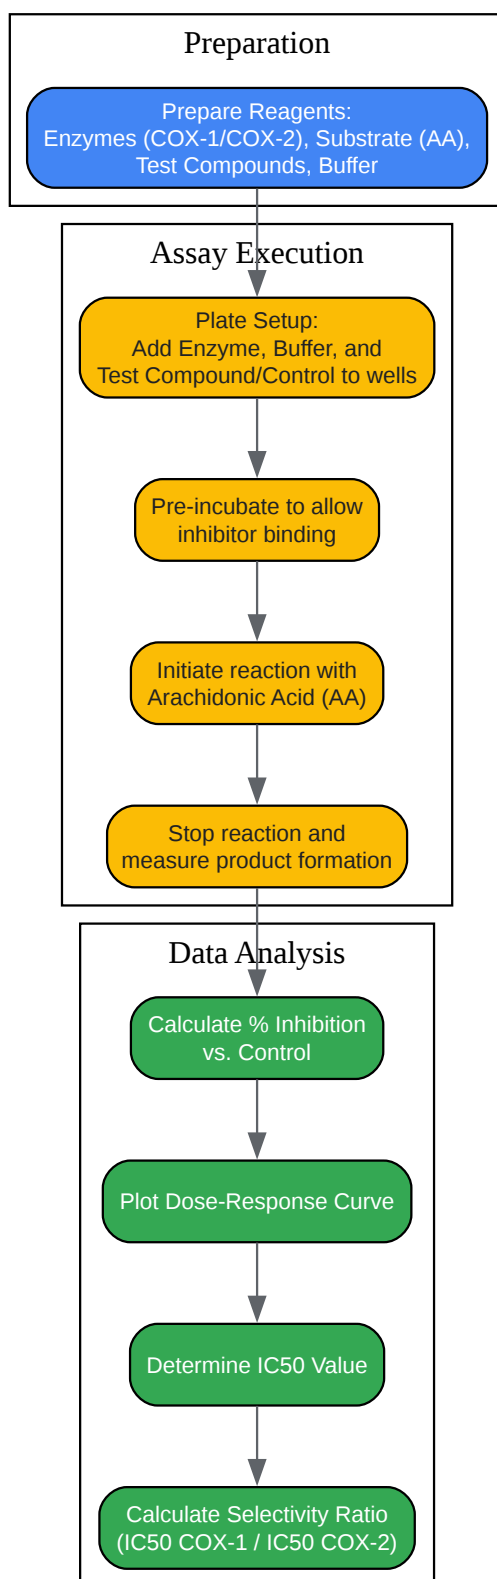 Preparation
Prepare Reagents:
Enzymes (COX-1/COX-2), Substrate (AA),
Test Compounds, Buffer
Assay Execution
Plate Setup:
Add Enzyme, Buffer, and
Test Compound/Control to wells
Pre-incubate to allow
inhibitor binding
Initiate reaction with
Arachidonic Acid (AA)
Stop reaction and
measure product formation
Data Analysis
Calculate % Inhibition
vs. Control
Plot Dose-Response Curve
Determine IC50 Value
Calculate Selectivity Ratio
(IC50 COX-1 / IC50 COX-2)